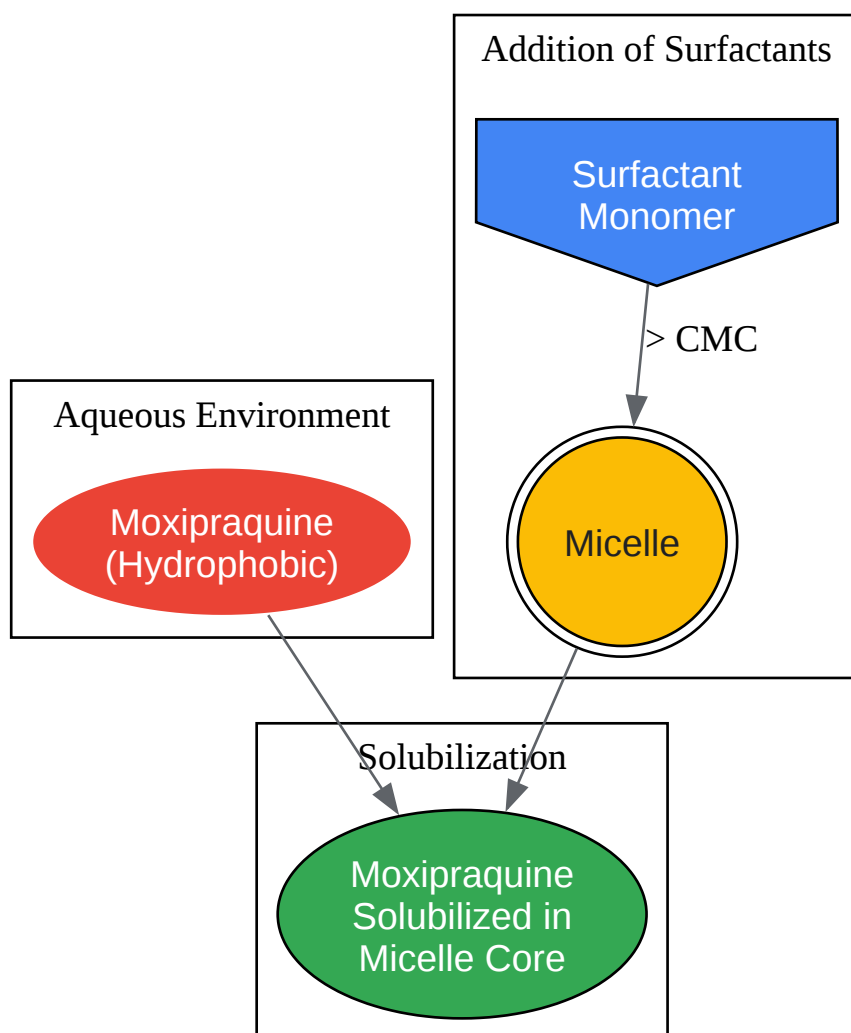 Addition of Surfactants
Surfactant
Monomer
> CMC
Aqueous Environment
Moxipraquine
(Hydrophobic)
Micelle
Solubilization
Moxipraquine
Solubilized in
Micelle Core